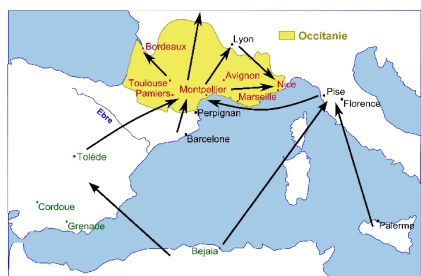 Lyon
Occitanie
Bordeaux
Avignon
Toulouse
Montpellier
Nice
Pamiers
Marseille
Pise
Florence
Ebre
Perpignan
Barcelone
Tolède
Cordoue
Grenade
Palerme
Bejaia